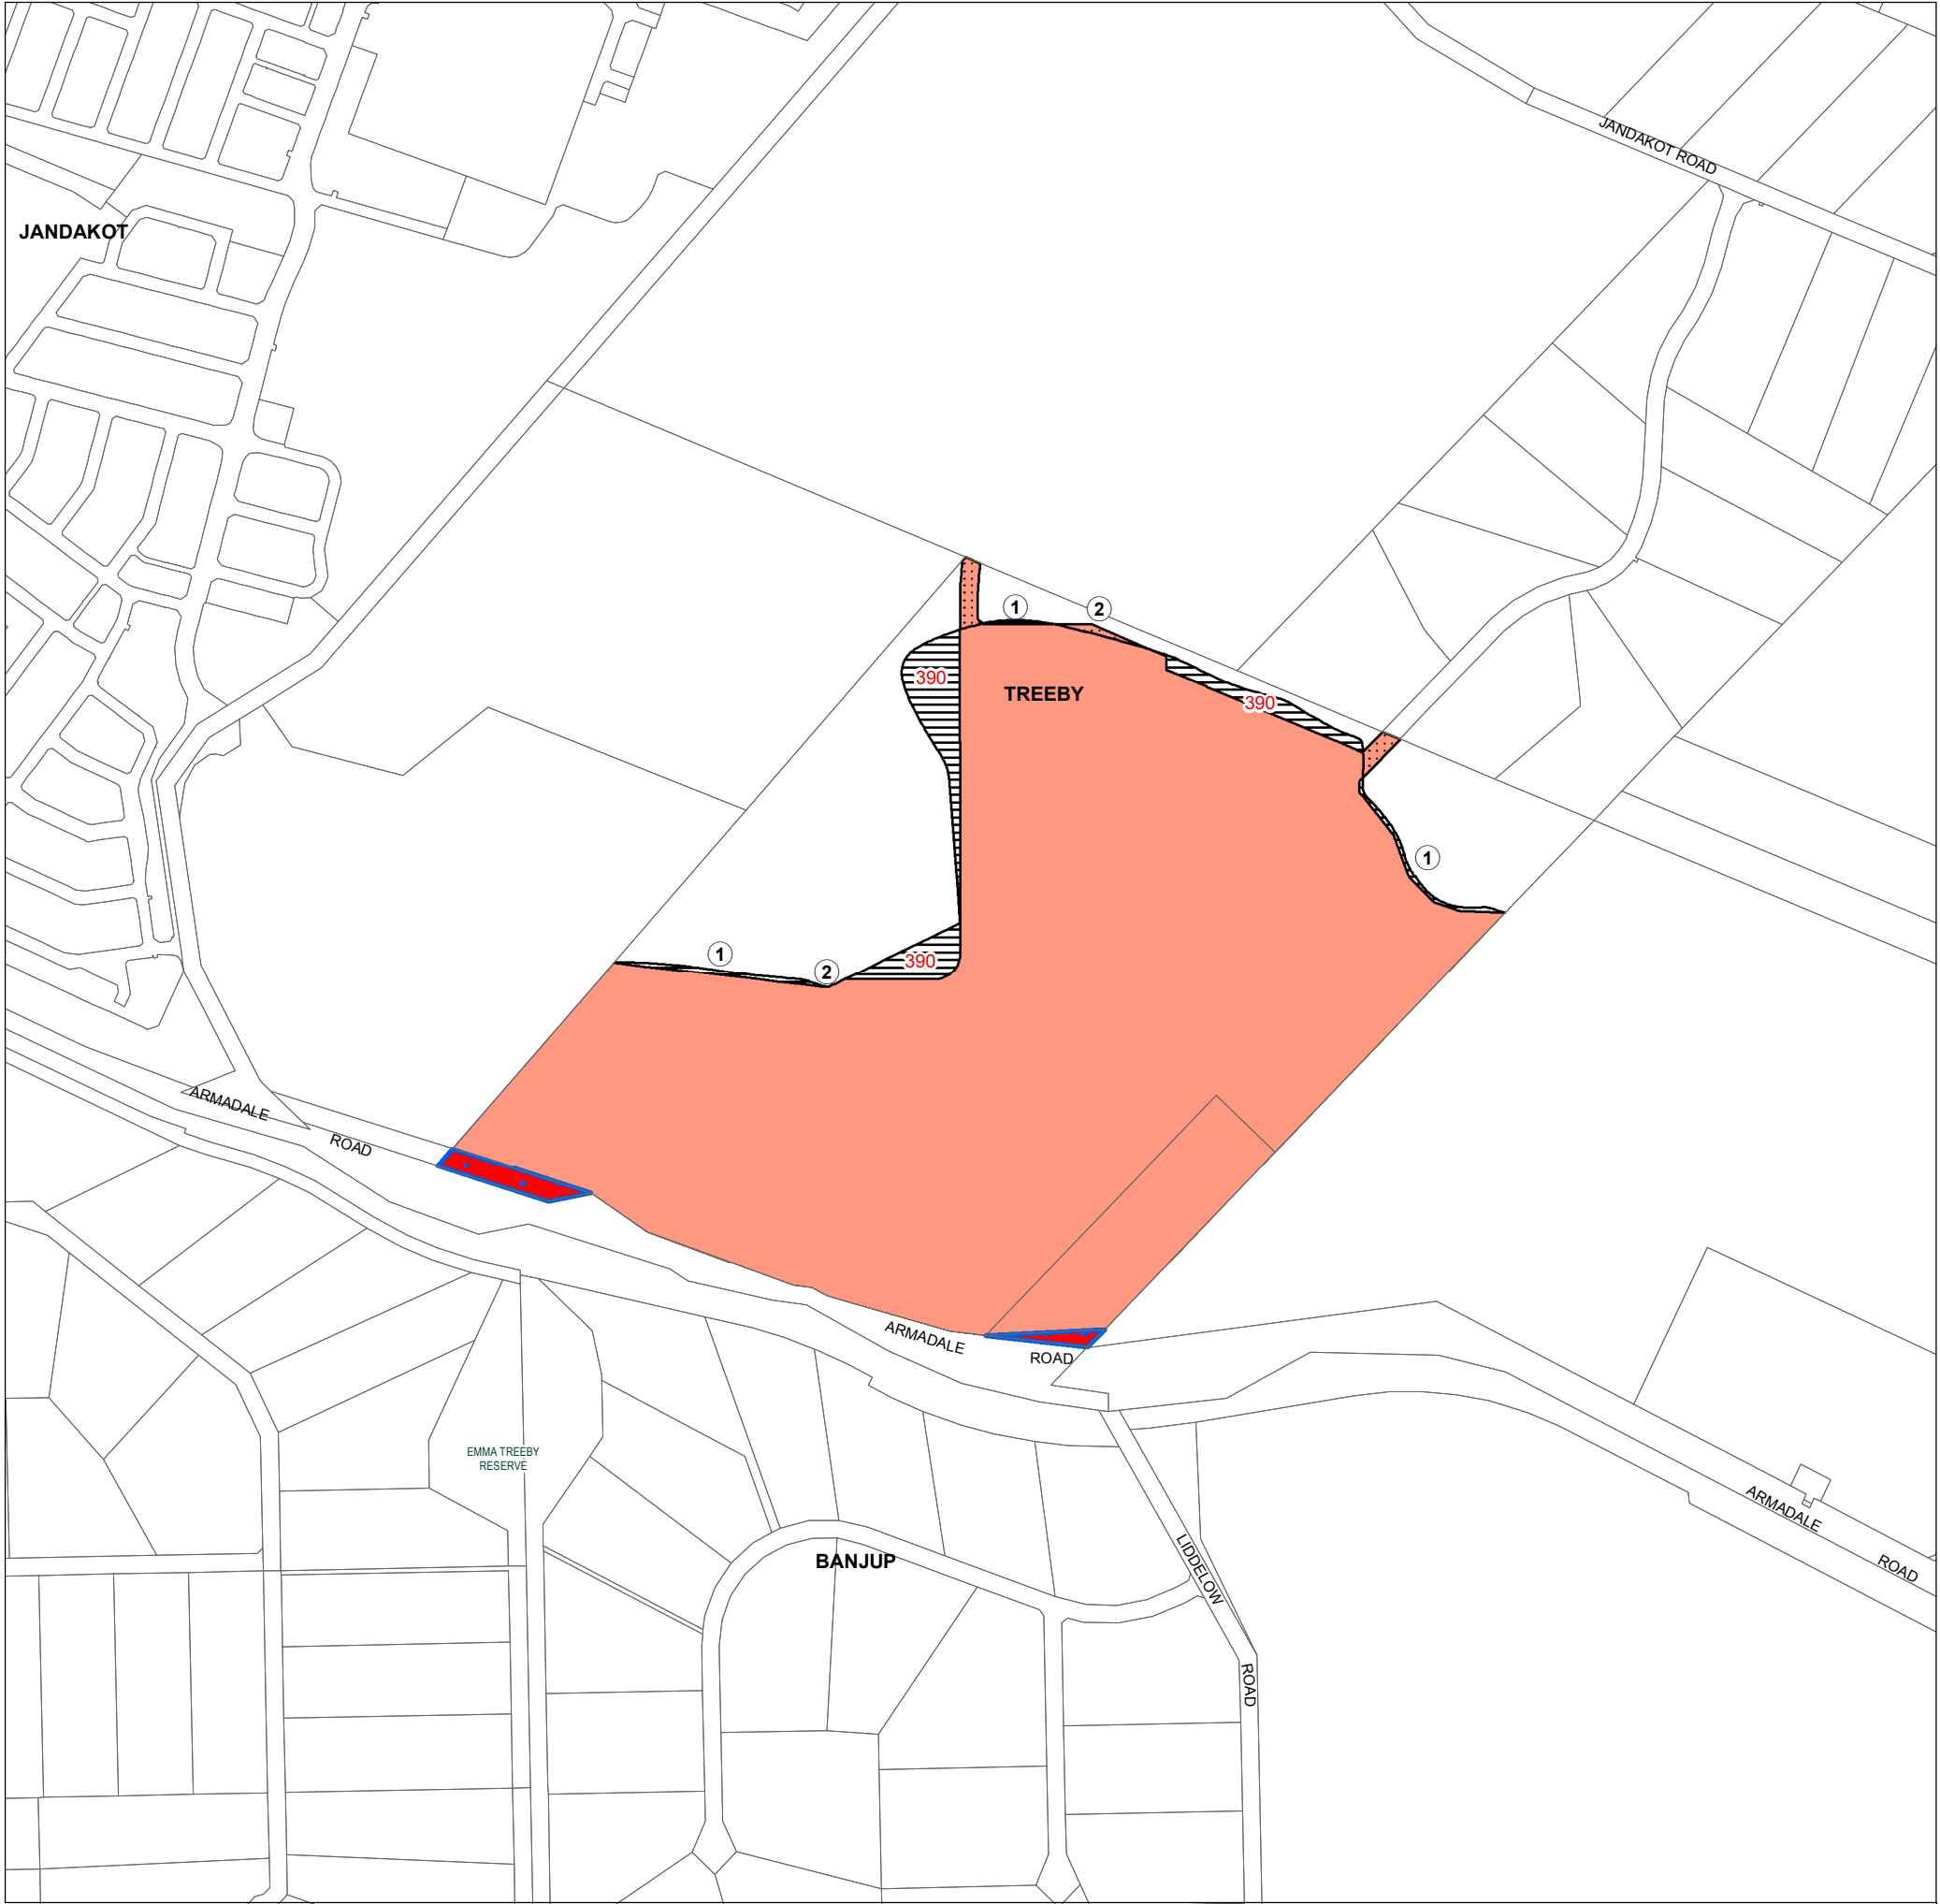 JANDAKOT ROAD
JANDAKOT
1
2
390
TREEBY
390
1
1
2
390
ARMADALE
ROAD
ARMADALE
ROAD
EMMA TREEBY
RESERVE
ARMADALE
ROAD
BANJUP
LIDDELOW
ROAD